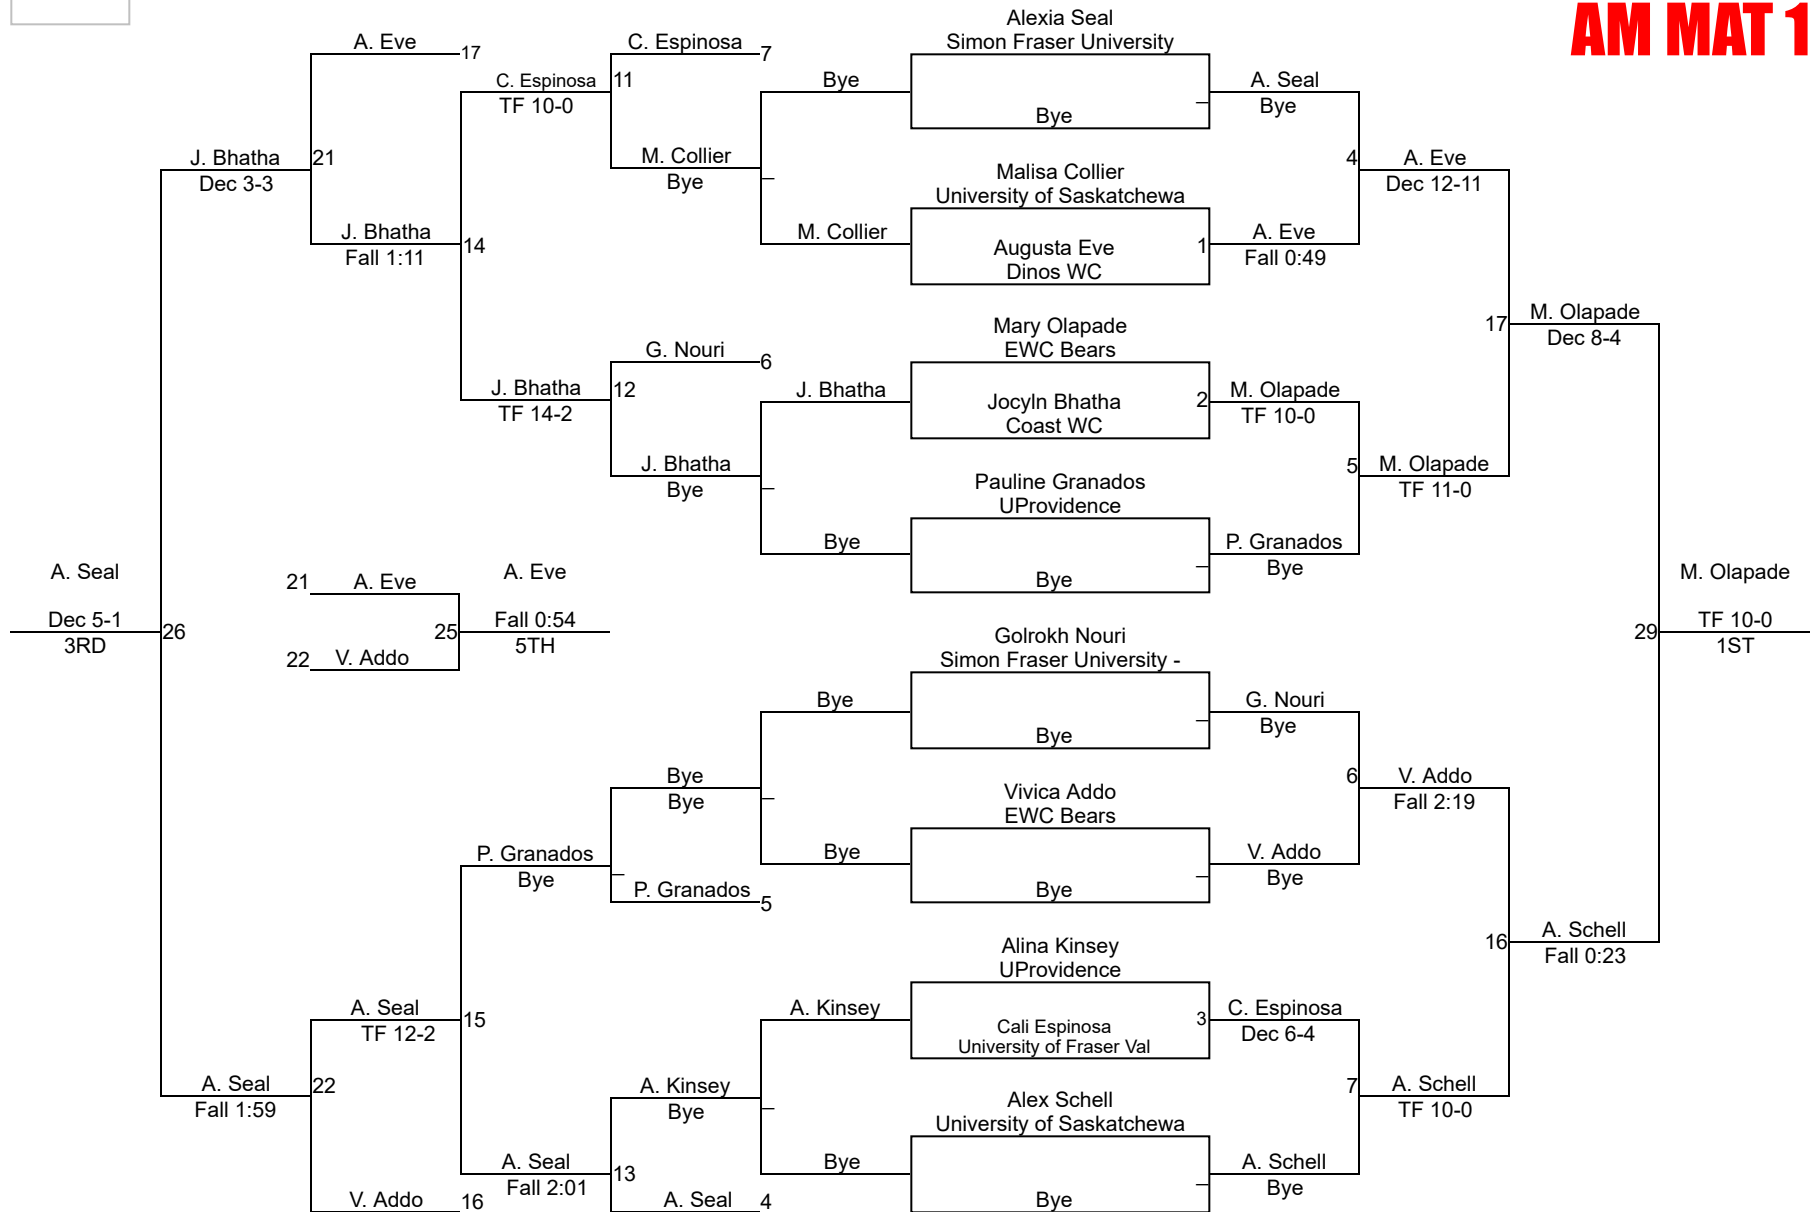 AM MAT 1
Alexia Seal
Simon Fraser University
A. Eve
17
C. Espinosa
7
C. Espinosa
11
TF 10-0
Bye
Bye
A. Seal
Bye
J. Bhatha
21
Dec 3-3
M. Collier
Bye
Malisa Collier
University of Saskatchewa
4
A. Eve
Dec 12-11
J. Bhatha
Fall 1:11
14
M. Collier
Augusta Eve
Dinos WC
1
A. Eve
Fall 0:49
Mary Olapade
EWC Bears
17
M. Olapade
Dec 8-4
G. Nouri
6
J. Bhatha
TF 14-2
12
J. Bhatha
Jocyln Bhatha
Coast WC
2
M. Olapade
TF 10-0
J. Bhatha
Bye
Pauline Granados
UProvidence
5
M. Olapade
TF 11-0
Bye
Bye
P. Granados
Bye
A. Seal
Dec 5-1
3RD
26
21
A. Eve
22
V. Addo
25
A. Eve
Fall 0:54
5TH
M. Olapade
29
TF 10-0
1ST
Golrokh Nouri
Simon Fraser University -
Bye
Bye
G. Nouri
Bye
Bye
Bye
Vivica Addo
EWC Bears
6
V. Addo
Fall 2:19
P. Granados
Bye
Bye
Bye
V. Addo
Bye
P. Granados
5
Alina Kinsey
UProvidence
16
A. Schell
Fall 0:23
A. Seal
TF 12-2
15
A. Kinsey
Cali Espinosa
University of Fraser Val
3
C. Espinosa
Dec 6-4
A. Seal
Fall 1:59
22
A. Kinsey
Bye
Alex Schell
University of Saskatchewa
7
A. Schell
TF 10-0
A. Seal
Fall 2:01
13
Bye
Bye
A. Schell
Bye
V. Addo
16
A. Seal
4